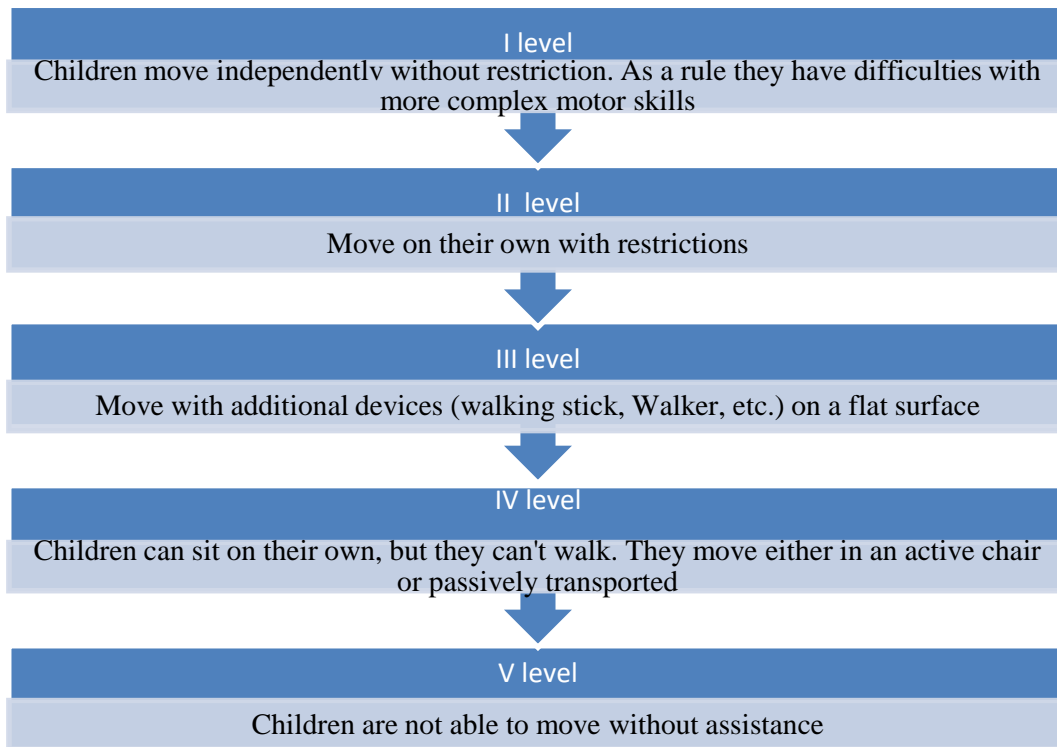 I level
Children move independently without restriction. As a rule they have difficulties with
more complex motor skills
II level
Move on their own with restrictions
III level
Move with additional devices (walking stick, Walker, etc.) on a flat surface
IV level
Children can sit on their own, but they can't walk. They move either in an active chair
or passively transported
V level
Children are not able to move without assistance